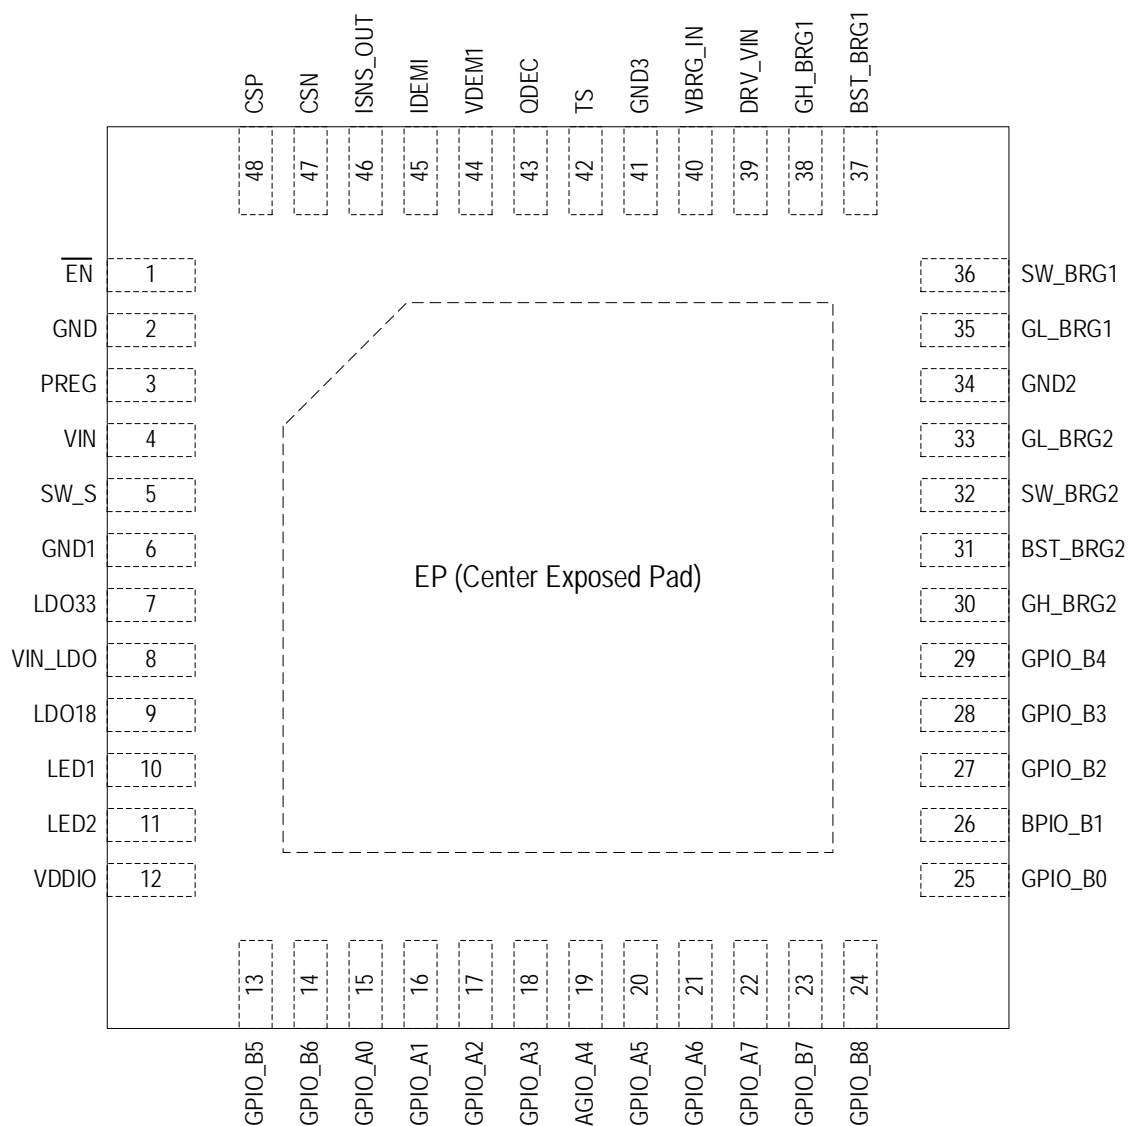 CSP
CSN
ISNS_OUT
IDEMI
VDEM1
QDEC
TS
GND3
VBRG_IN
DRV_VIN
GH_BRG1
BST_BRG1
48
47
46
45
44
43
42
41
40
39
38
37
EN 1
GND 2
PREG 3
VIN 4
SW_S 5
GND1 6
LDO33 7
VIN_LDO 8
LDO18 9
LED1 10
LED2 11
VDDIO 12
EP (Center Exposed Pad)
36 SW_BRG1
35 GL_BRG1
34 GND2
33 GL_BRG2
32 SW_BRG2
31 BST_BRG2
30 GH_BRG2
29 GPIO_B4
28 GPIO_B3
27 GPIO_B2
26 BPIO_B1
25 GPIO_B0
13
14
15
16
17
18
19
20
21
22
23
24
GPIO_B5
GPIO_B6
GPIO_A0
GPIO_A1
GPIO_A2
GPIO_A3
AGIO_A4
GPIO_A5
GPIO_A6
GPIO_A7
GPIO_B7
GPIO_B8